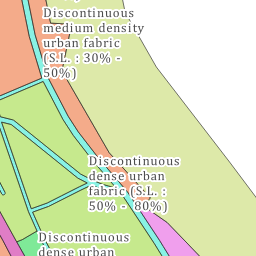 Discontinuous
medium density
urban fabric
(S.L. : 30% -
50%)
Discontinuous
dense urban
fabric (S.L. :
50% -  80%)
Discontinuous
dense urban